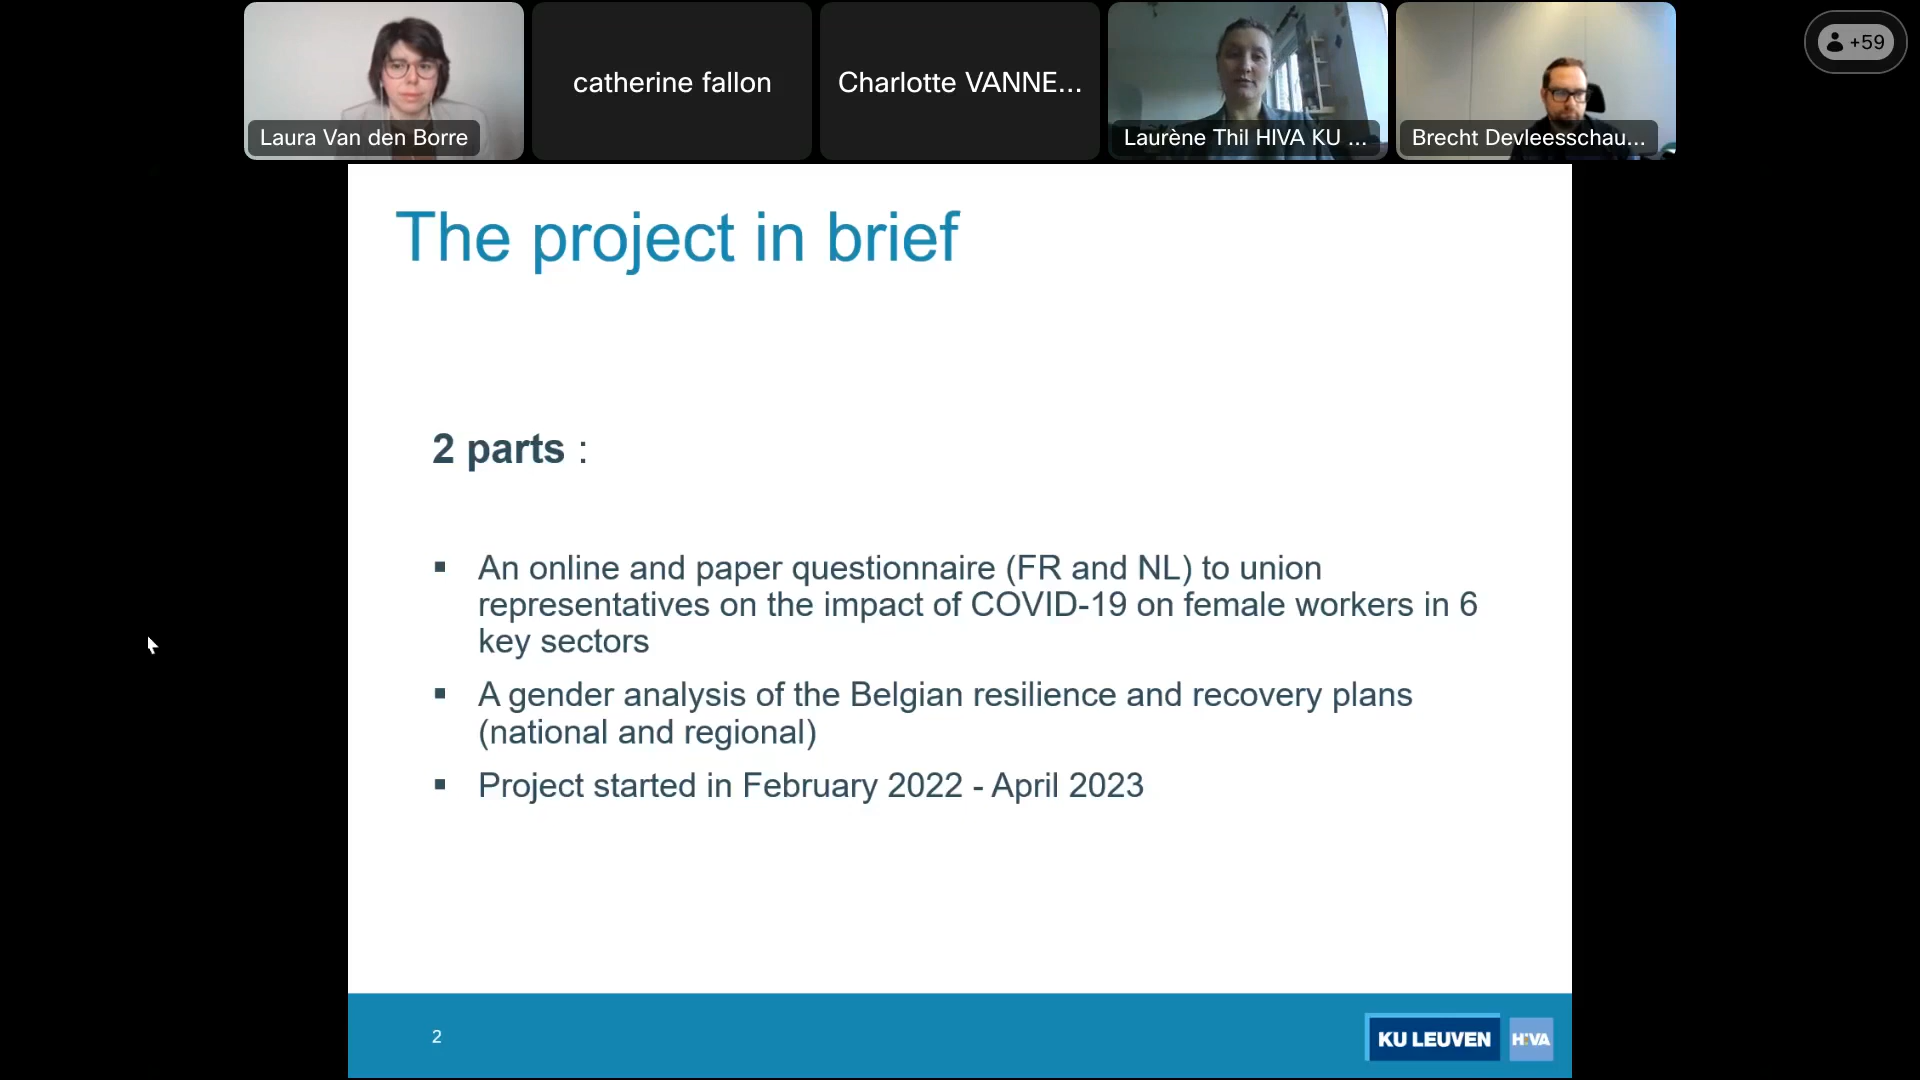 Laura Van den Borre
catherine fallon
Charlotte VANNE...
Laurène Thil HIVA KU ...
Brecht Devleesschau...
+59
The project in brief
2 parts :
▪ An online and paper questionnaire (FR and NL) to union
representatives on the impact of COVID-19 on female workers in 6
key sectors
▪ A gender analysis of the Belgian resilience and recovery plans
(national and regional)
▪ Project started in February 2022 - April 2023
2
KU LEUVEN
HIVA